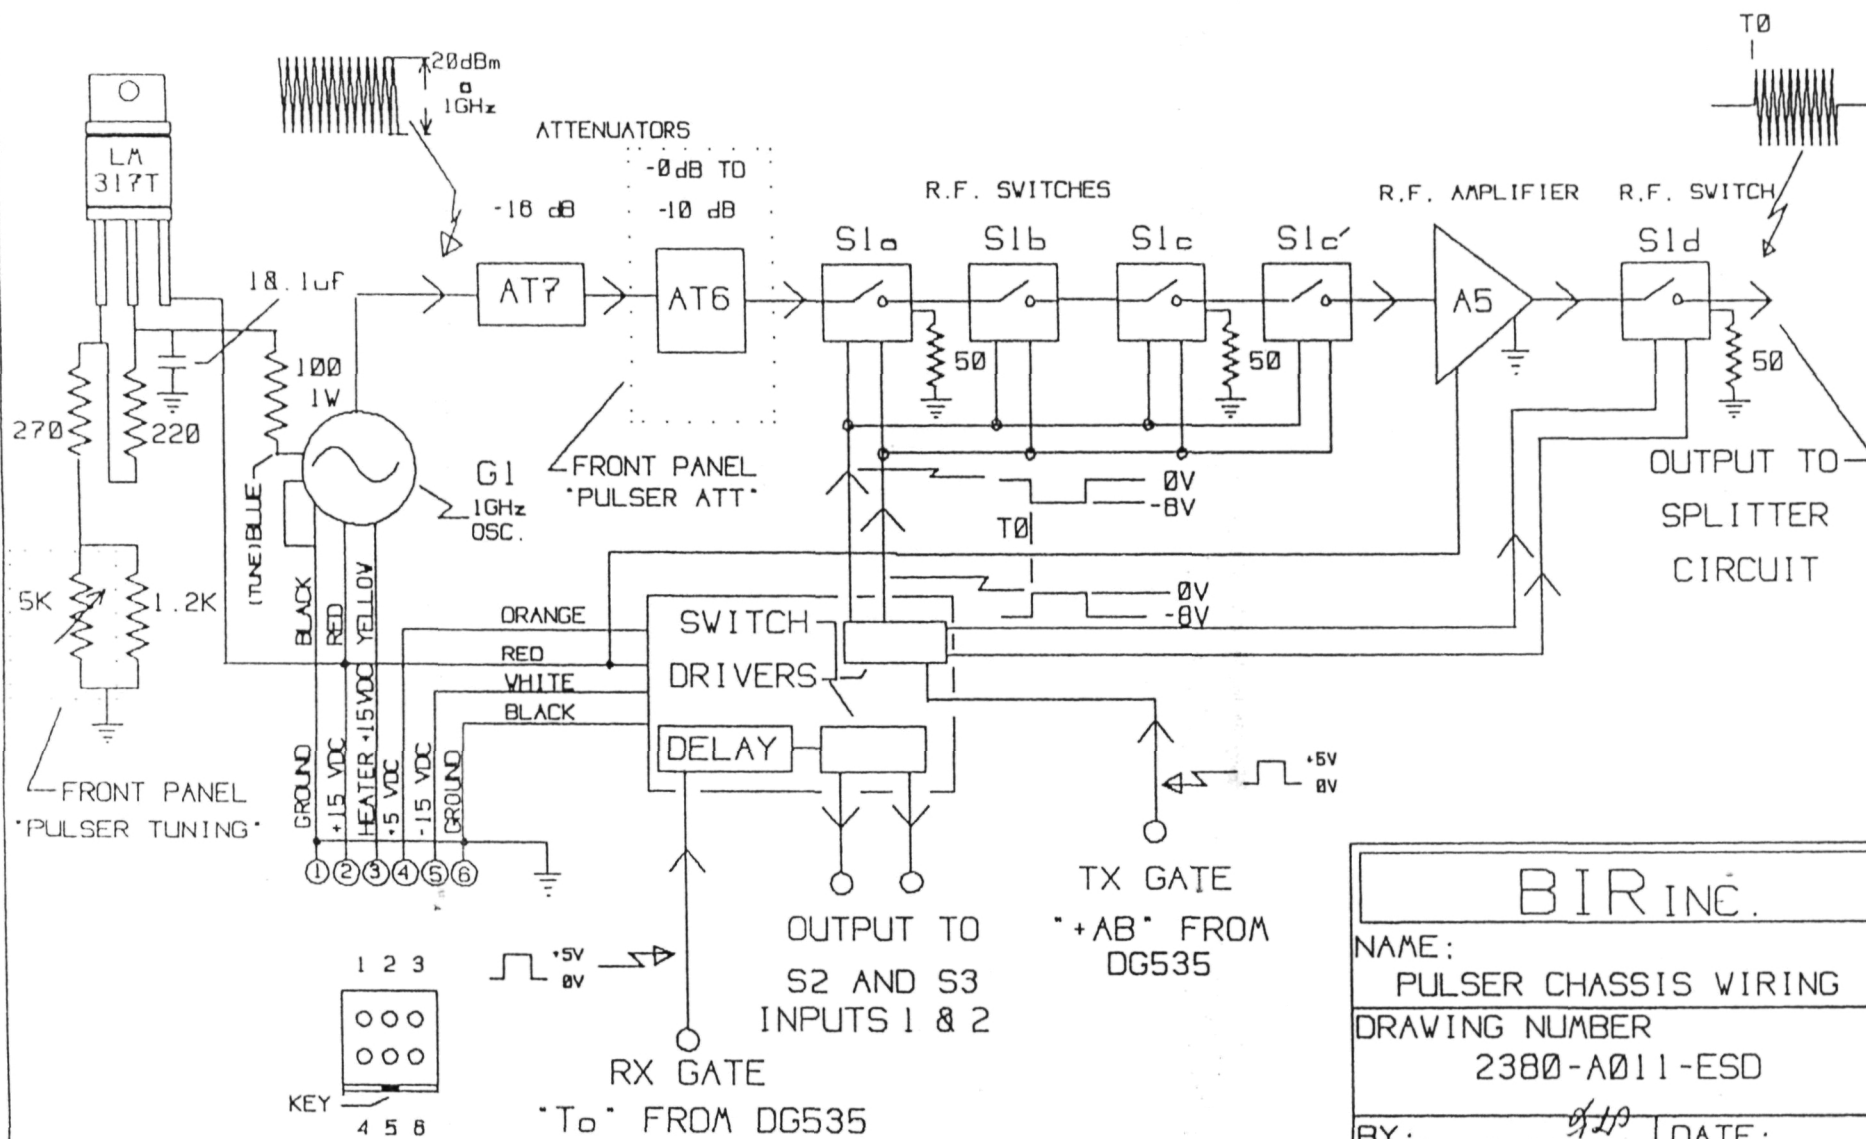 TØ
20dBm
@
1GHz
ATTENUATORS
LM
317T
-0dB TO
-10 dB
-16 dB
R.F. SWITCHES
R.F. AMPLIFIER
R.F. SWITCH
S1a
S1b
S1c
S1c′
S1d
1&.1uf
AT7
AT6
A5
100
1W
50
50
50
270
220
G1
1GHz
OSC.
FRONT PANEL
"PULSER ATT"
0V
-8V
TØ
0V
-8V
OUTPUT TO
SPLITTER
CIRCUIT
(TUNE)BLUE
5K
1.2K
BLACK
RED
YELLOW
ORANGE
RED
WHITE
BLACK
SWITCH
DRIVERS
DELAY
GROUND
+15 VDC
HEATER +15VDC
+5 VDC
-15 VDC
GROUND
FRONT PANEL
"PULSER TUNING"
1 2 3 4 5 6
+5V
0V
TX GATE
"+AB" FROM
DG535
OUTPUT TO
S2 AND S3
INPUTS 1 & 2
+5V
0V
RX GATE
"To" FROM DG535
1 2 3
KEY
4 5 6
BIR INC.
NAME:
PULSER CHASSIS WIRING
DRAWING NUMBER
2380-A011-ESD
BY:
DATE: